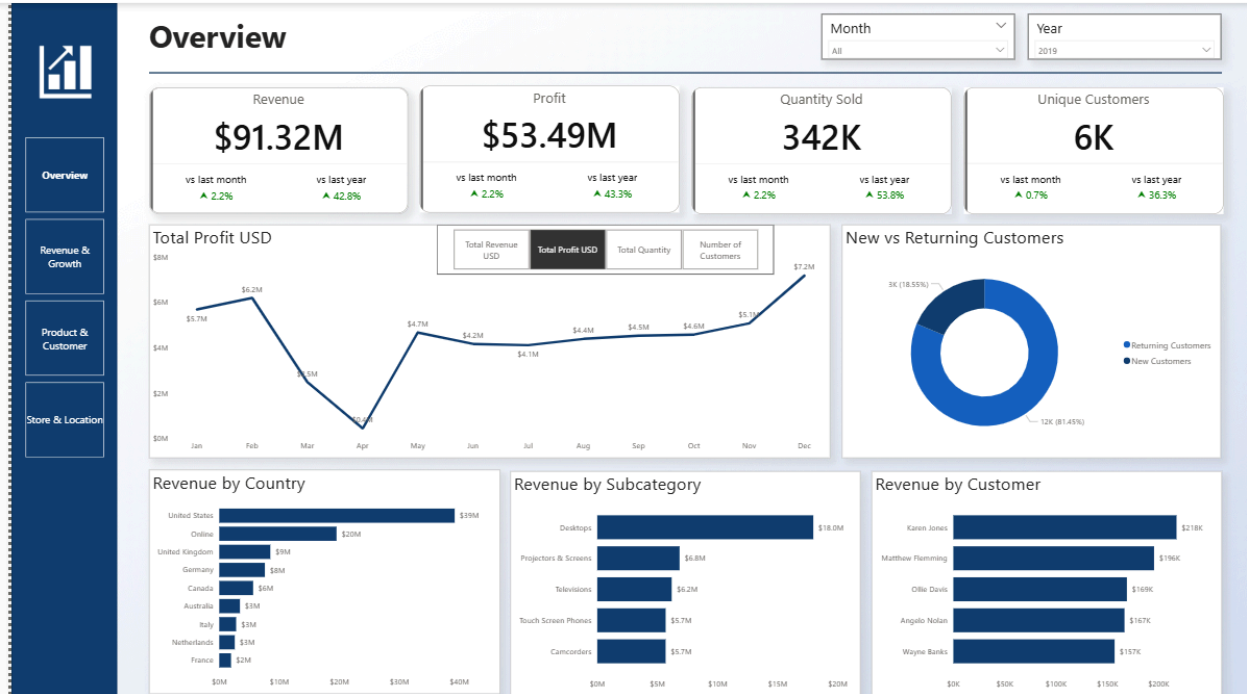 Overview
Month
All
Year
2019
Overview
Revenue &
Growth
Product &
Customer
Store & Location
Revenue
$91.32M
vs last month
2.2%
vs last year
42.8%
Profit
$53.49M
vs last month
2.2%
vs last year
43.3%
Quantity Sold
342K
vs last month
2.2%
vs last year
53.8%
Unique Customers
6K
vs last month
0.7%
vs last year
36.3%
Total Profit USD
Total Revenue
USD
Total Profit USD
Total Quantity
Number of
Customers
$8M
$6M
$4M
$2M
$0M
$5.7M
$6.2M
$4.7M
$4.2M
$4.1M
$4.4M
$4.5M
$4.6M
$5.1M
$7.2M
Jan
Feb
Mar
Apr
May
Jun
Jul
Aug
Sep
Oct
Nov
Dec
New vs Returning Customers
3K (18.55%)
12K (81.45%)
Returning Customers
New Customers
Revenue by Country
United States
$39M
Online
$20M
United Kingdom
$9M
Germany
$8M
Canada
$6M
Australia
$3M
Italy
$3M
Netherlands
$3M
France
$2M
$0M
$10M
$20M
$30M
$40M
Revenue by Subcategory
Desktops
$18.0M
Projectors & Screens
$6.8M
Televisions
$6.2M
Touch Screen Phones
$5.7M
Camcorders
$5.7M
$0M
$5M
$10M
$15M
$20M
Revenue by Customer
Karen Jones
$218K
Matthew Flemming
$196K
Ollie Davis
$169K
Angelo Nolan
$167K
Wayne Banks
$157K
$0K
$50K
$100K
$150K
$200K